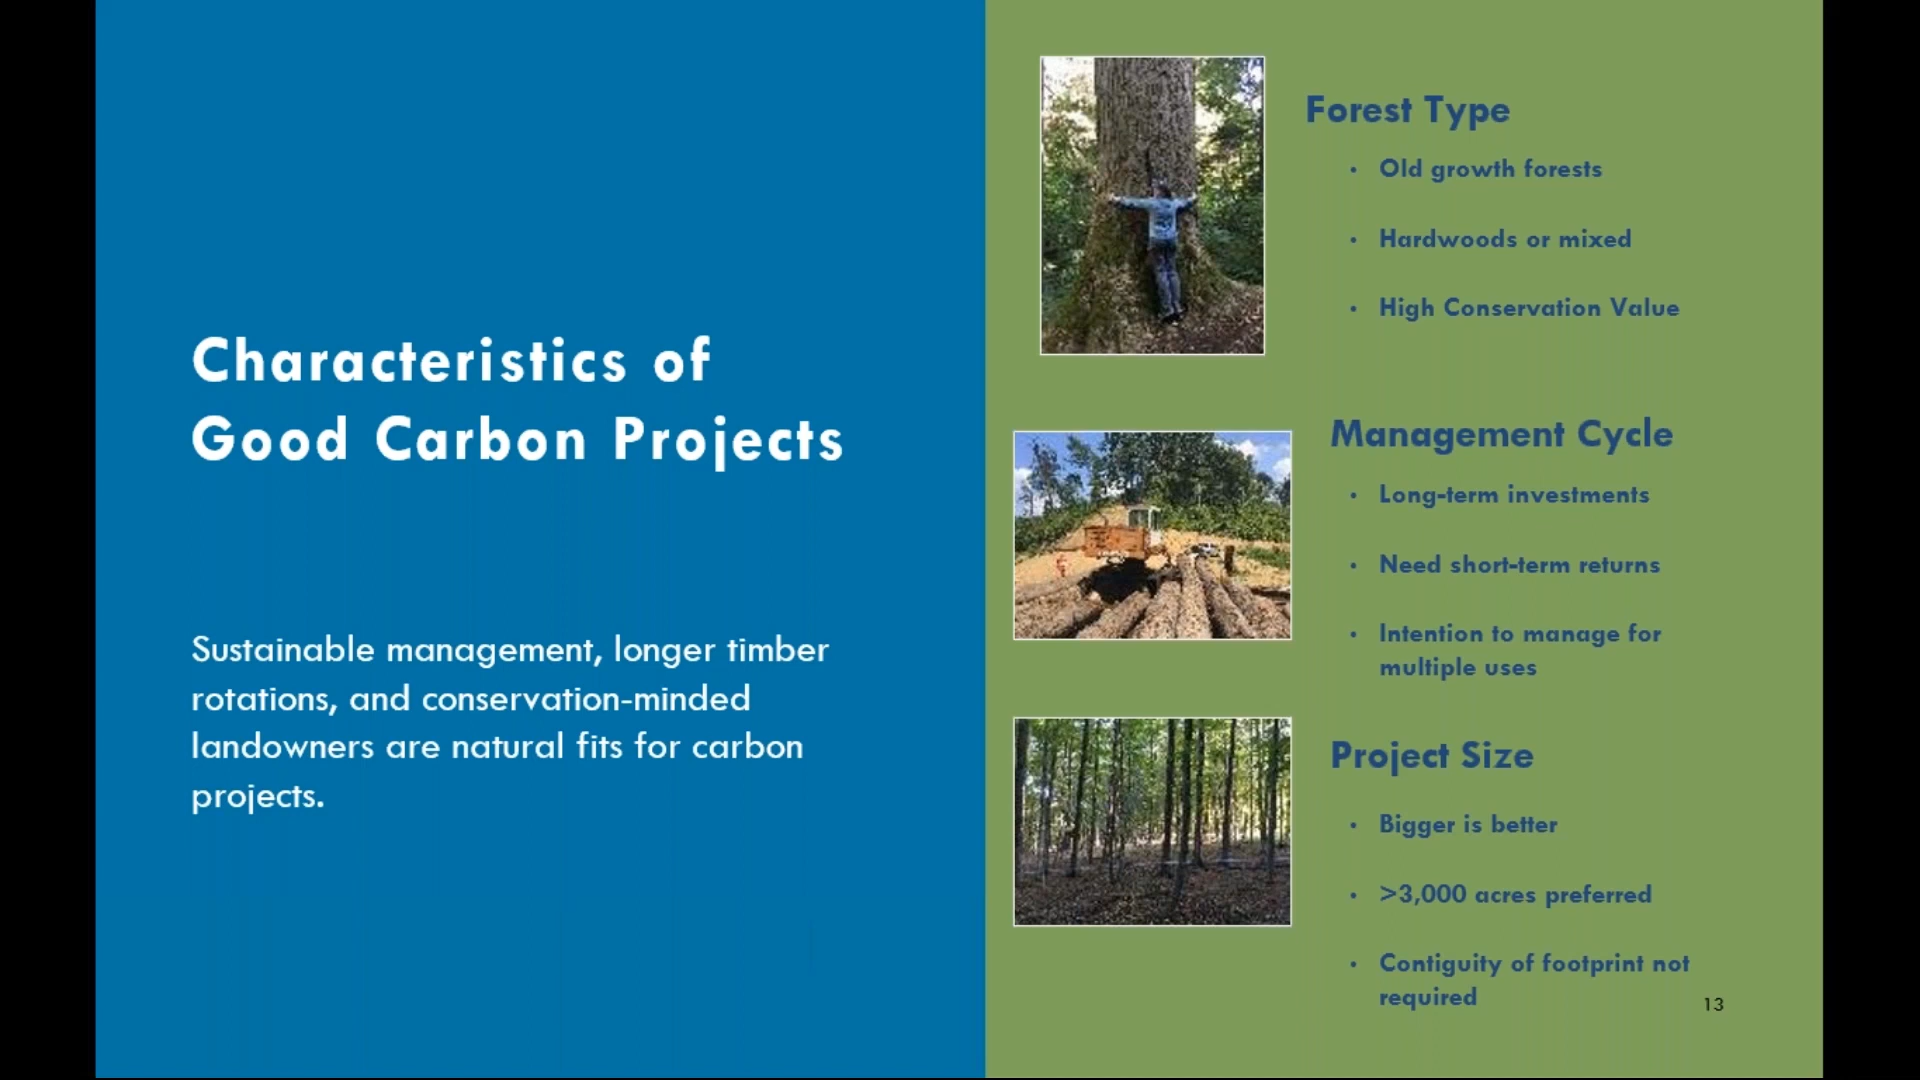 Characteristics of
Good Carbon Projects
Sustainable management, longer timber
rotations, and conservation-minded
landowners are natural fits for carbon
projects.
Forest Type
• Old growth forests
• Hardwoods or mixed
• High Conservation Value
Management Cycle
• Long-term investments
• Need short-term returns
• Intention to manage for
multiple uses
Project Size
• Bigger is better
• >3,000 acres preferred
• Contiguity of footprint not
required
13